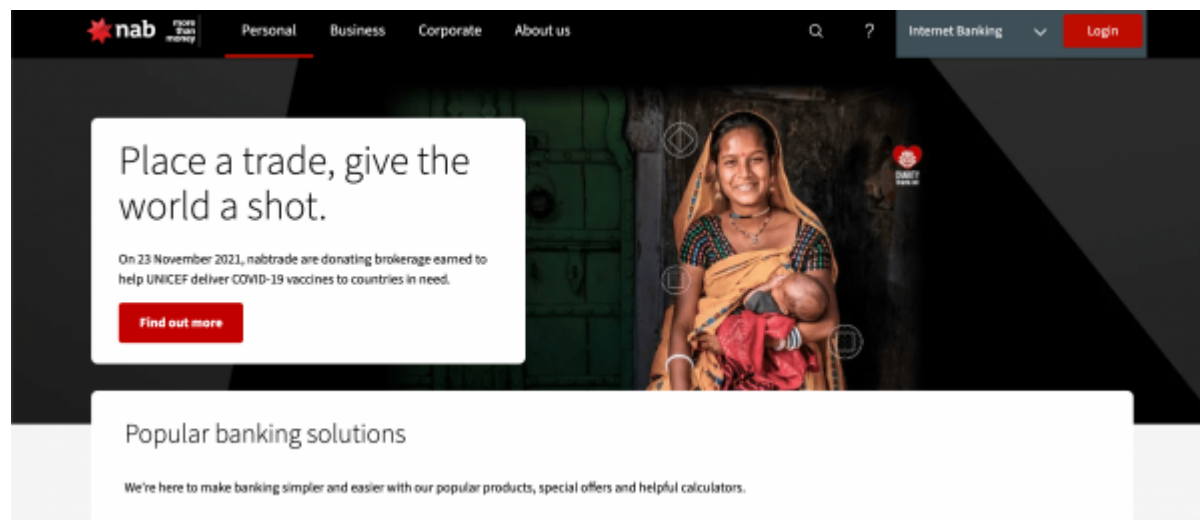 nab
more
than
money
Personal
Business
Corporate
About us
?
Internet Banking
Login
Place a trade, give the
world a shot.
On 23 November 2021, nabtrade are donating brokerage earned to
help UNICEF deliver COVID-19 vaccines to countries in need.
Find out more
CHARITY
Popular banking solutions
We're here to make banking simpler and easier with our popular products, special offers and helpful calculators.